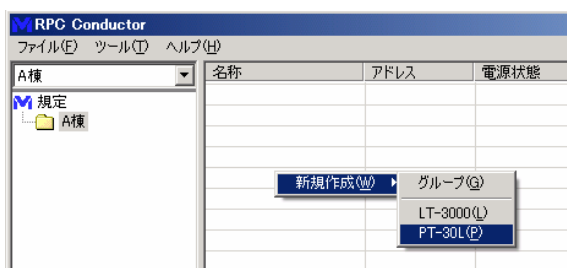 RPC Conductor
ファイル(F) ツール(T) ヘルプ(H)
A棟
名称 アドレス 電源状態
規定
A棟
新規作成(W)
グループ(G)
LT-3000(L)
PT-30L(P)